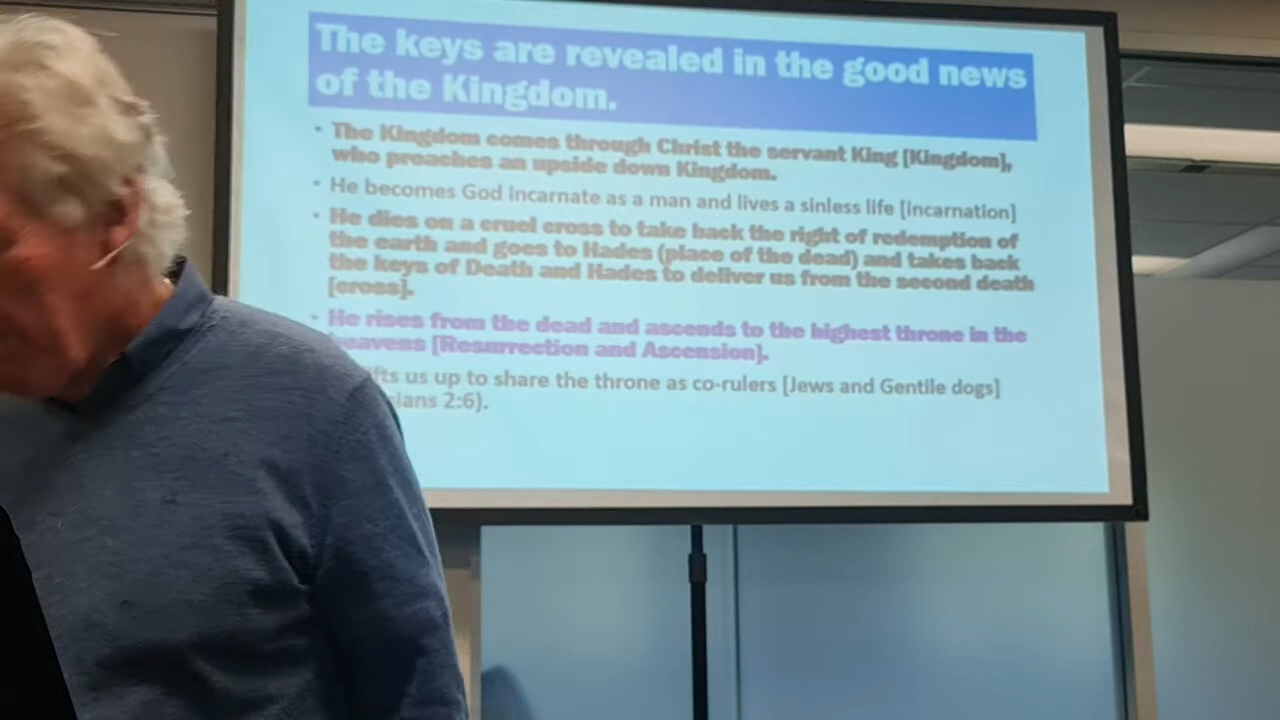 The keys are revealed in the good news
of the Kingdom.
• The Kingdom comes through Christ the servant King [Kingdom],
who preaches an upside down Kingdom.
• He becomes God Incarnate as a man and lives a sinless life [Incarnation]
• He dies on a cruel cross to take back the right of redemption of
the earth and goes to Hades (place of the dead) and takes back
the keys of Death and Hades to deliver us from the second death
[cross].
• He rises from the dead and ascends to the highest throne in the
[Resurrection and Ascension].
us up to share the throne as co-rulers [Jews and Gentile dogs]
2:6).